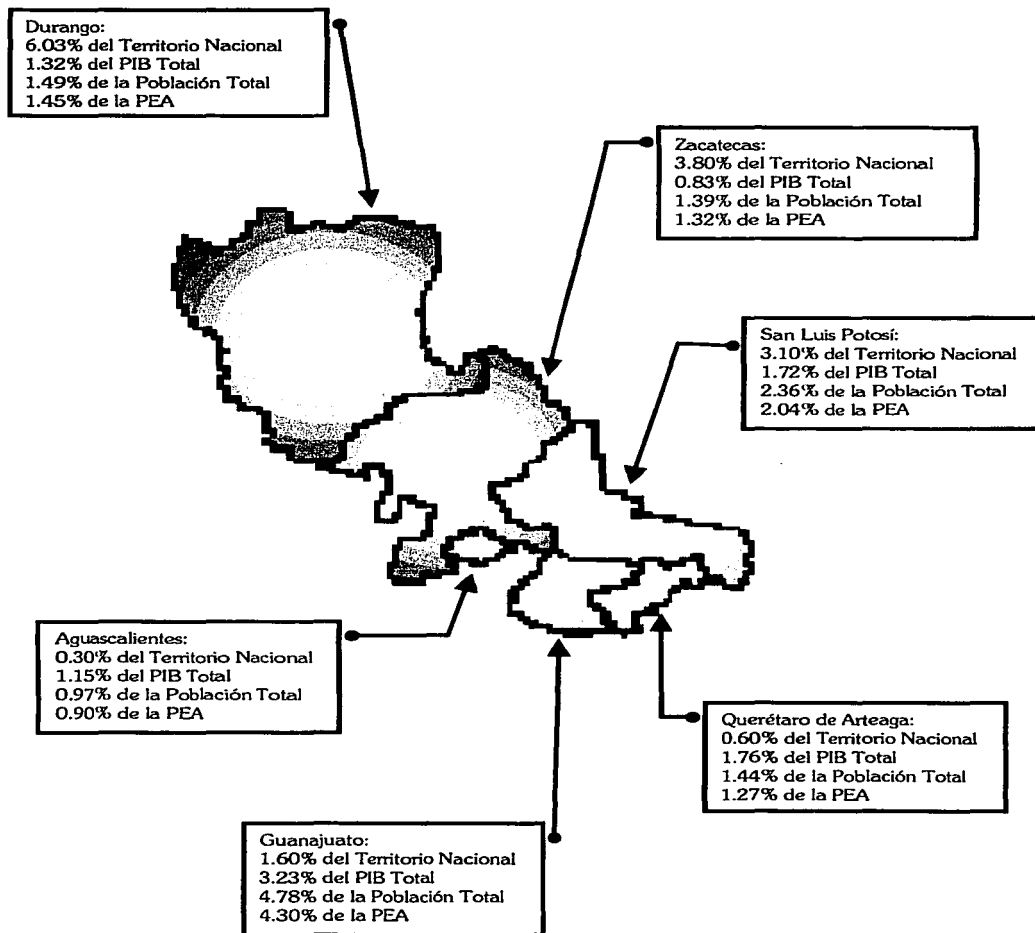 Durango:
6.03% del Territorio Nacional
1.32% del PIB Total
1.49% de la Población Total
1.45% de la PEA
Zacatecas:
3.80% del Territorio Nacional
0.83% del PIB Total
1.39% de la Población Total
1.32% de la PEA
San Luis Potosí:
3.10% del Territorio Nacional
1.72% del PIB Total
2.36% de la Población Total
2.04% de la PEA
Aguascalientes:
0.30% del Territorio Nacional
1.15% del PIB Total
0.97% de la Población Total
0.90% de la PEA
Querétaro de Arteaga:
0.60% del Territorio Nacional
1.76% del PIB Total
1.44% de la Población Total
1.27% de la PEA
Guanajuato:
1.60% del Territorio Nacional
3.23% del PIB Total
4.78% de la Población Total
4.30% de la PEA